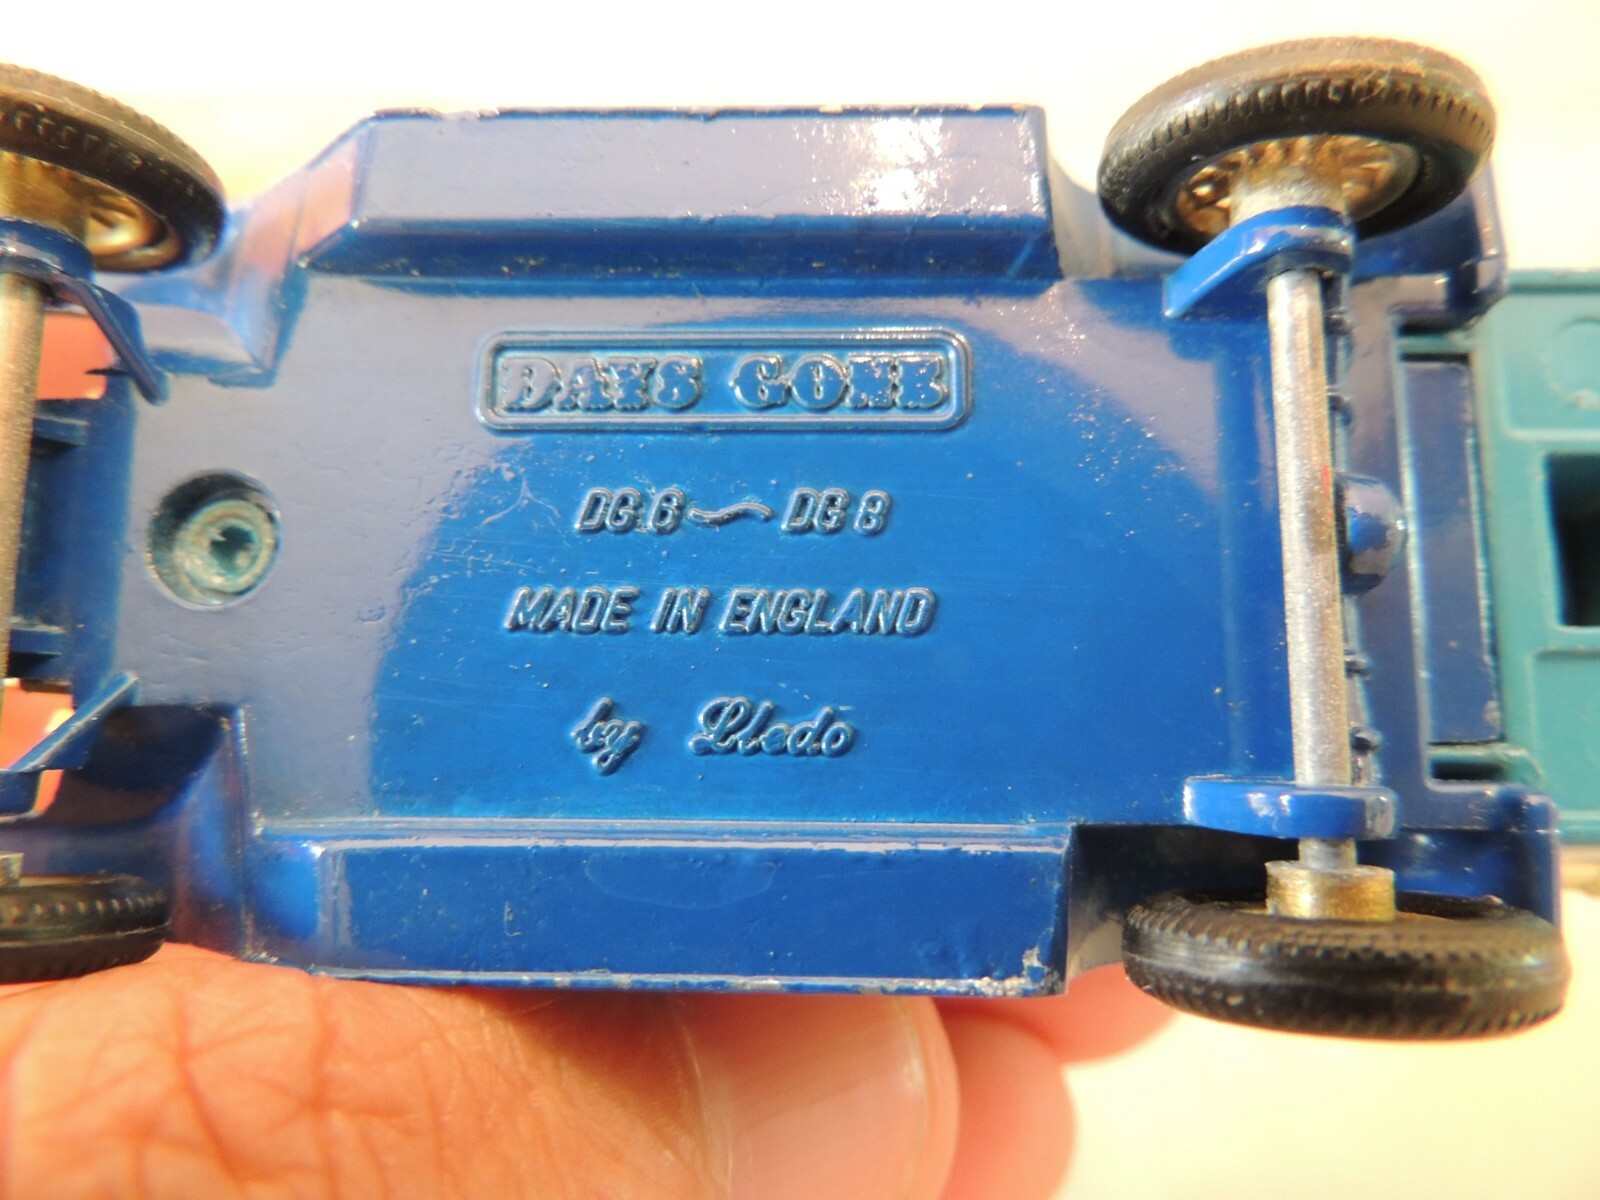 DAYS GONE
DG 6 ~ DG 8
MADE IN ENGLAND
by Lledo